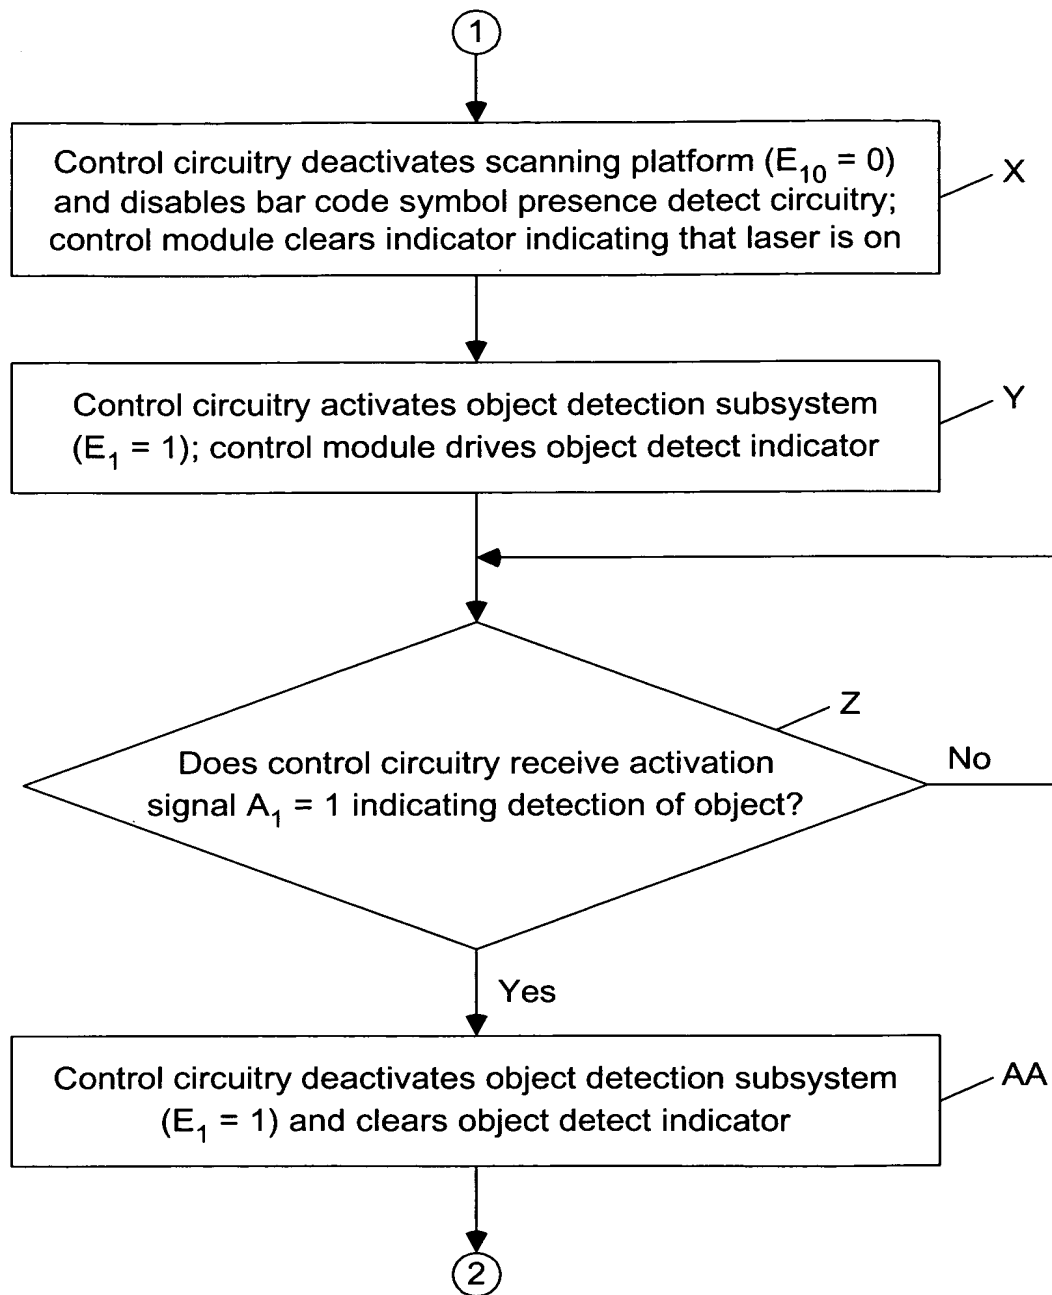 1
Control circuitry deactivates scanning platform (E₁₀ = 0)
and disables bar code symbol presence detect circuitry;
control module clears indicator indicating that laser is on
X
Control circuitry activates object detection subsystem
(E₁ = 1); control module drives object detect indicator
Y
Z
Does control circuitry receive activation
signal A₁ = 1 indicating detection of object?
No
Yes
Control circuitry deactivates object detection subsystem
(E₁ = 1) and clears object detect indicator
AA
2